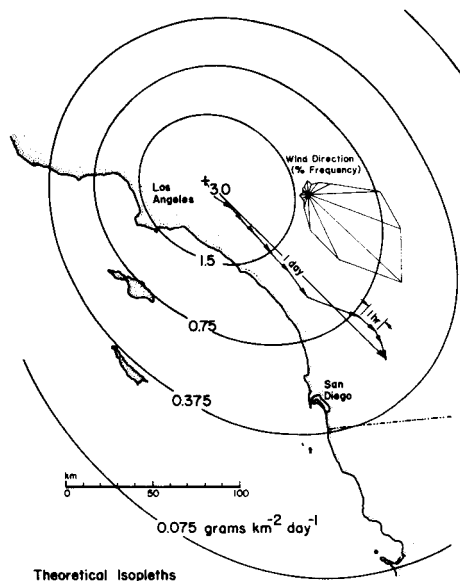 Wind Direction
(% Frequency)
Los
Angeles
+3.0
1.5
1 day
0.75
1 hr
San
Diego
0.375
km
0 50 100
0.075 grams km⁻² day⁻¹
Theoretical Isopleths